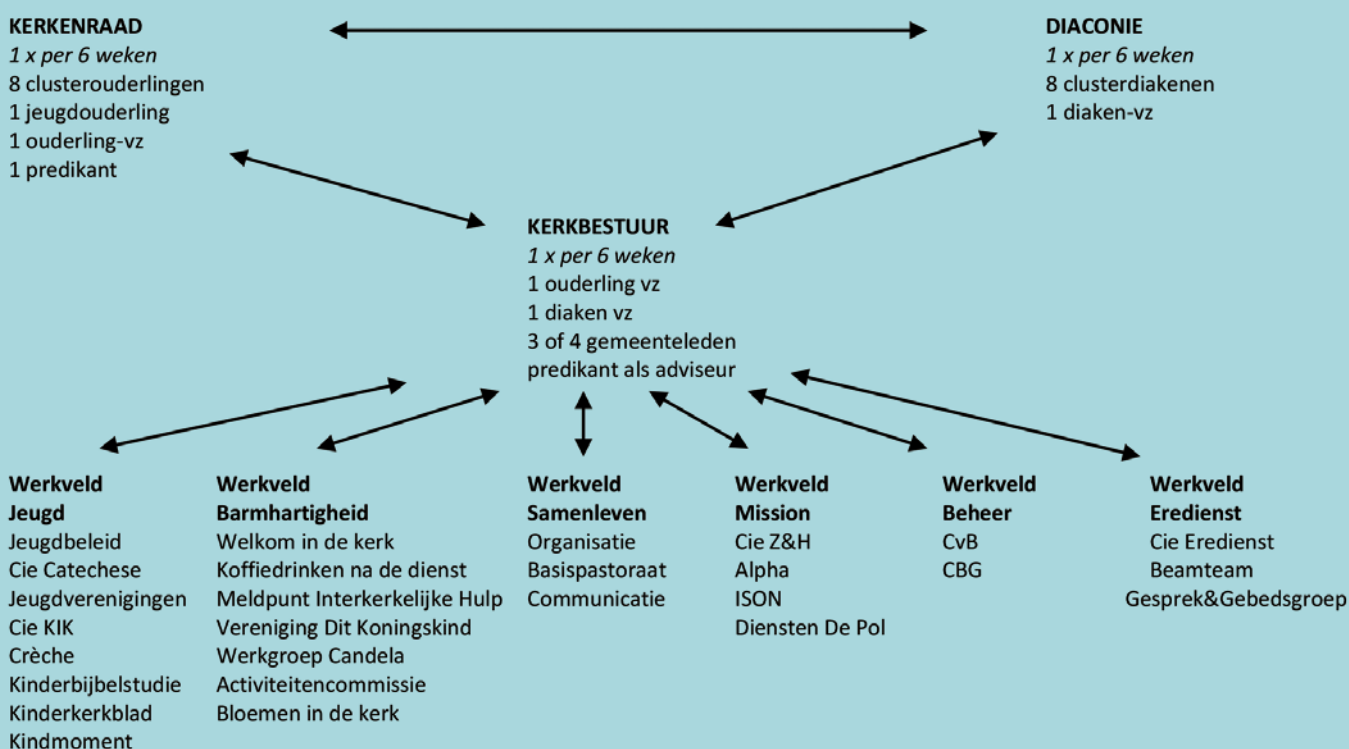 KERKENRAAD
1 x per 6 weken
8 clusterouderlingen
1 jeugdouderling
1 ouderling-vz
1 predikant
DIACONIE
1 x per 6 weken
8 clusterdiakenen
1 diaken-vz
KERKBESTUUR
1 x per 6 weken
1 ouderling vz
1 diaken vz
3 of 4 gemeenteleden
predikant als adviseur
Werkveld
Jeugd
Jeugdbeleid
Cie Catechese
Jeugdverenigingen
Cie KIK
Crèche
Kinderbijbelstudie
Kinderkerkblad
Kindmoment
Werkveld
Barmhartigheid
Welkom in de kerk
Koffiedrinken na de dienst
Meldpunt Interkerkelijke Hulp
Vereniging Dit Koningskind
Werkgroep Candela
Activiteitencommissie
Bloemen in de kerk
Werkveld
Samenleven
Organisatie
Basispastoraat
Communicatie
Werkveld
Mission
Cie Z&H
Alpha
ISON
Diensten De Pol
Werkveld
Beheer
CvB
CBG
Werkveld
Eredienst
Cie Eredienst
Beamteam
Gesprek&Gebedsgroep